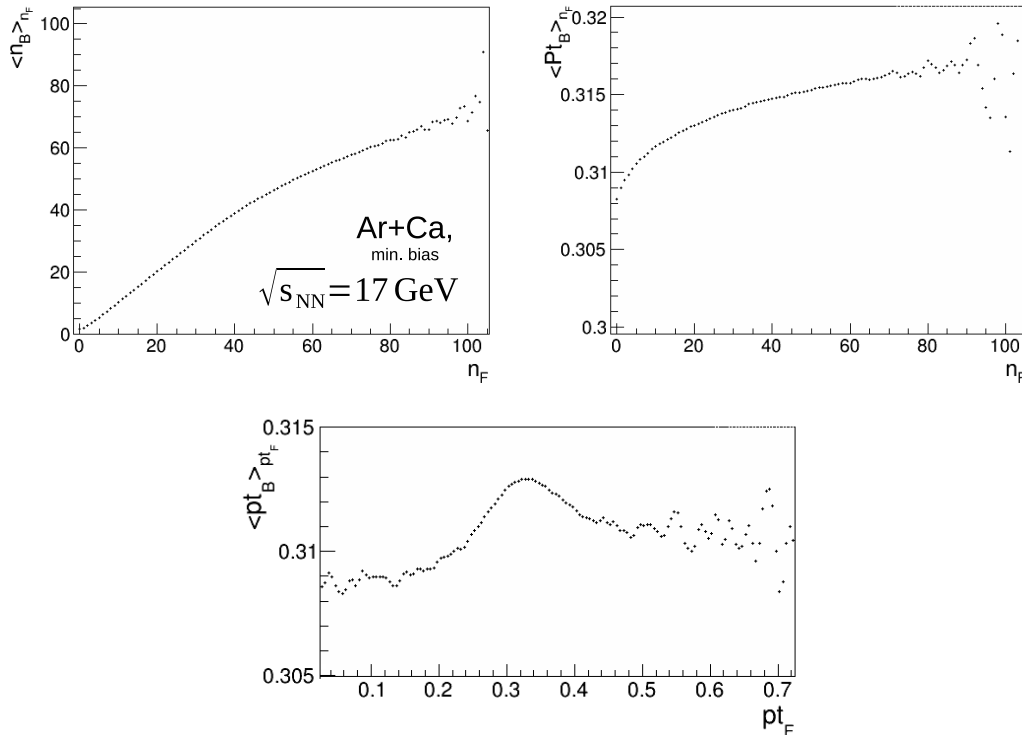 <n_B>_n_F
100
80
60
40
20
0
0 20 40 60 80 100
n_F
Ar+Ca,
min. bias
√s_NN=17 GeV
<Pt_B>_n_F
0.32
0.315
0.31
0.305
0.3
0 20 40 60 80 100
n_F
<pt_B>_pt_F
0.315
0.31
0.305
0.1 0.2 0.3 0.4 0.5 0.6 0.7
pt_F